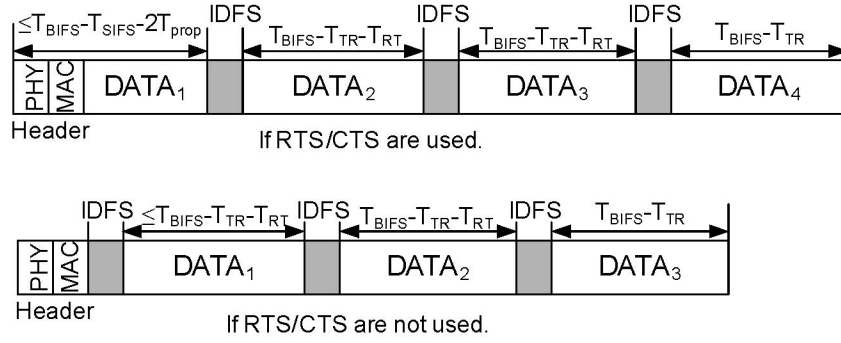 ≤T_BIFS-T_SIFS-2T_prop IDFS T_BIFS-T_TR-T_RT IDFS T_BIFS-T_TR-T_RT IDFS T_BIFS-T_TR
PHY MAC DATA₁ DATA₂ DATA₃ DATA₄
Header
If RTS/CTS are used.
IDFS ≤T_BIFS-T_TR-T_RT IDFS T_BIFS-T_TR-T_RT IDFS T_BIFS-T_TR
PHY MAC DATA₁ DATA₂ DATA₃
Header
If RTS/CTS are not used.